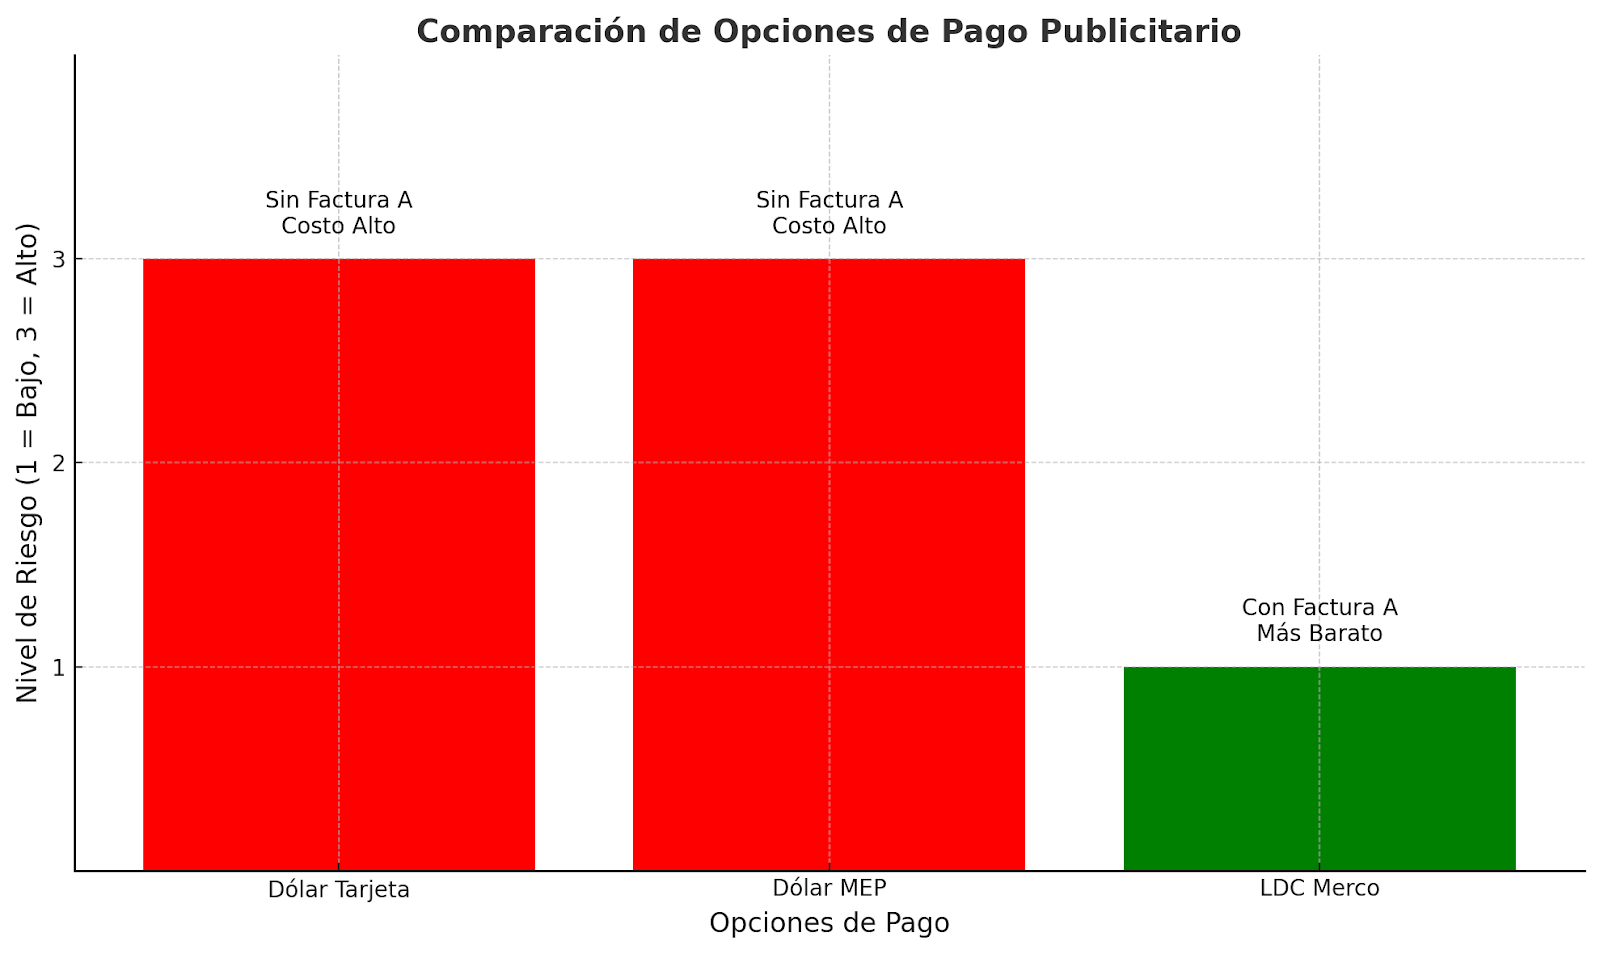 Comparación de Opciones de Pago Publicitario
Nivel de Riesgo (1 = Bajo, 3 = Alto)
3
2
1
Sin Factura A
Costo Alto
Sin Factura A
Costo Alto
Con Factura A
Más Barato
Dólar Tarjeta
Dólar MEP
LDC Merco
Opciones de Pago